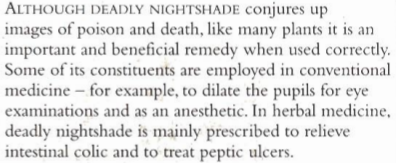 ALTHOUGH DEADLY NIGHTSHADE conjures up
images of poison and death, like many plants it is an
important and beneficial remedy when used correctly.
Some of its constituents are employed in conventional
medicine – for example, to dilate the pupils for eye
examinations and as an anesthetic. In herbal medicine,
deadly nightshade is mainly prescribed to relieve
intestinal colic and to treat peptic ulcers.